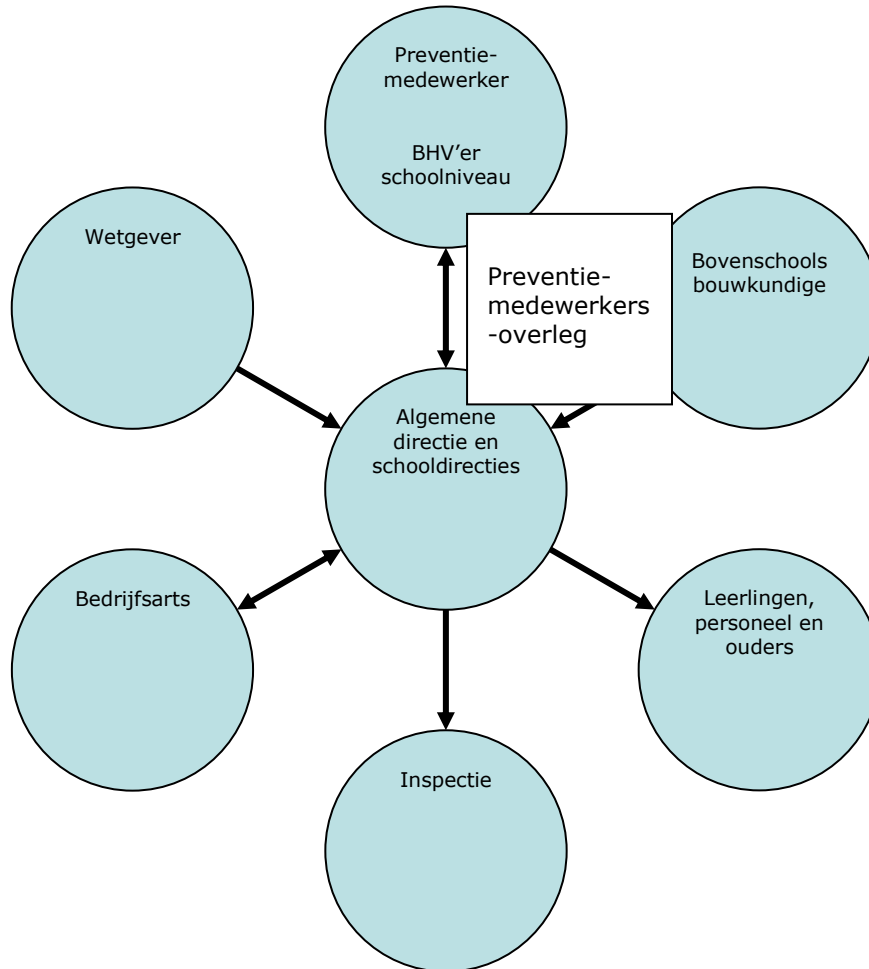 Preventie-
medewerker
BHV'er
schoolniveau
Wetgever
Bovenschools
bouwkundige
Preventie-
medewerkers
-overleg
Algemene
directie en
schooldirecties
Bedrijfsarts
Leerlingen,
personeel en
ouders
Inspectie